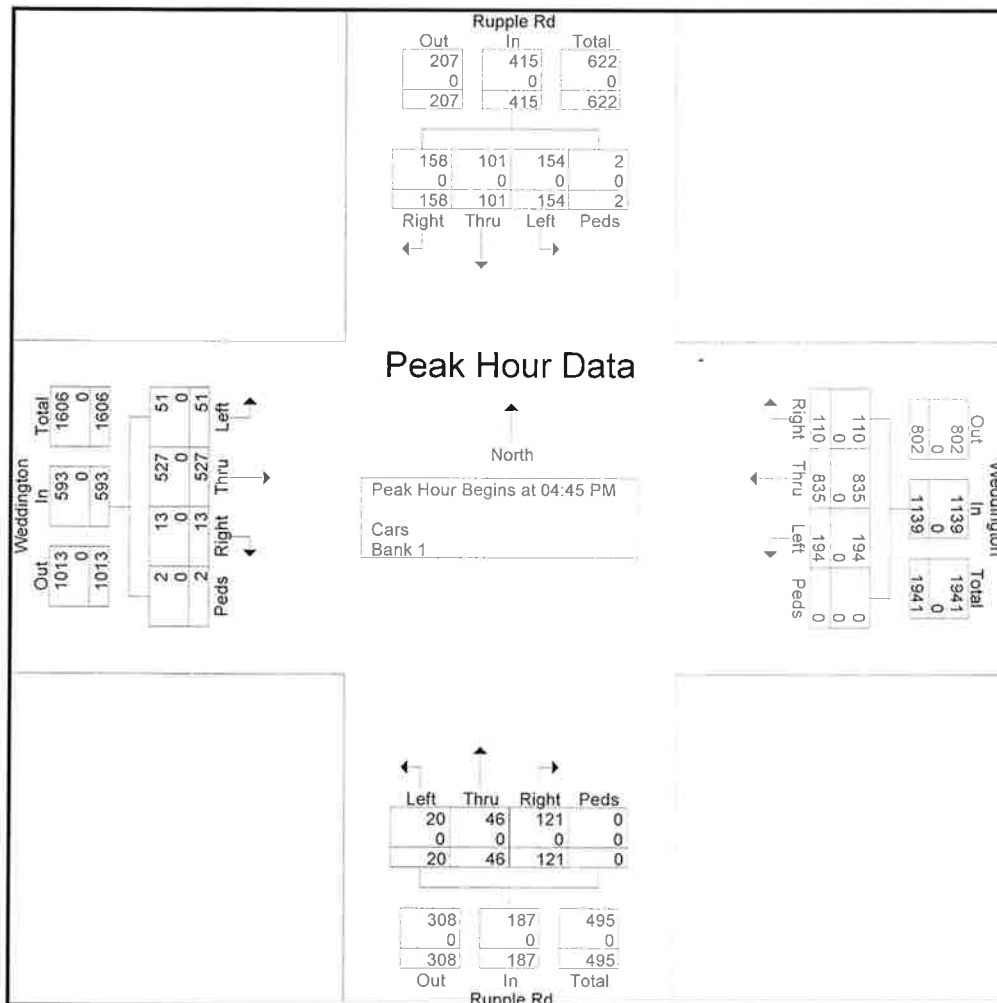 Rupple Rd
Out In Total
207 415 622
0 0 0
207 415 622
158 101 154 2
0 0 0 0
158 101 154 2
Right Thru Left Peds
Peak Hour Data
North
Peak Hour Begins at 04:45 PM
Cars
Bank 1
Weddington
Out In Total
1013 593 1606
0 0 0
1013 593 1606
2 13 527 51
0 0 0 0
2 13 527 51
Peds Right Thru Left
Weddington
Out In Total
802 1139 1941
0 0 0
802 1139 1941
110 835 194 0
0 0 0 0
110 835 194 0
Right Thru Left Peds
Left Thru Right Peds
20 46 121 0
0 0 0 0
20 46 121 0
308 187 495
0 0 0
308 187 495
Out In Total
Rupple Rd